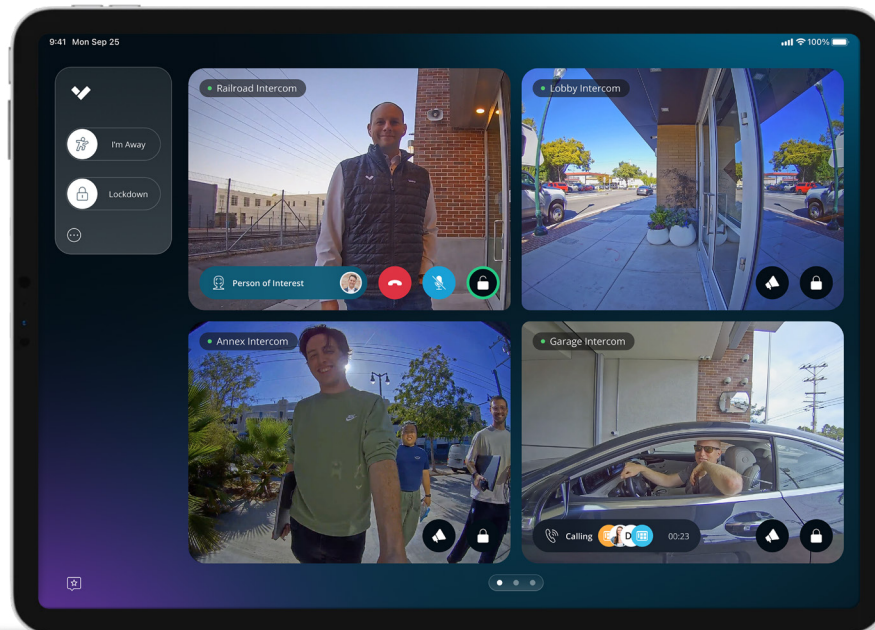 9:41 Mon Sep 25
100%
I'm Away
Lockdown
Railroad Intercom
Person of Interest
Lobby Intercom
Annex Intercom
Garage Intercom
Calling
D
00:23